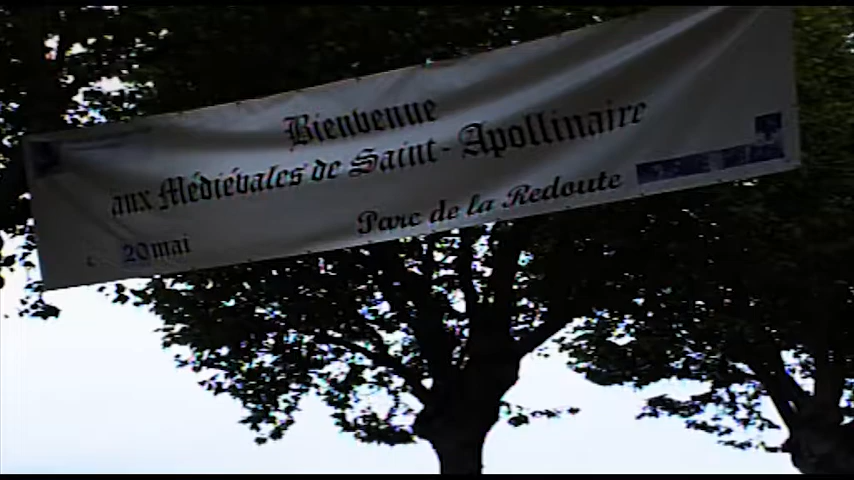 Bienvenue
aux Médiévales de Saint-Apollinaire
20 mai
Parc de la Redoute